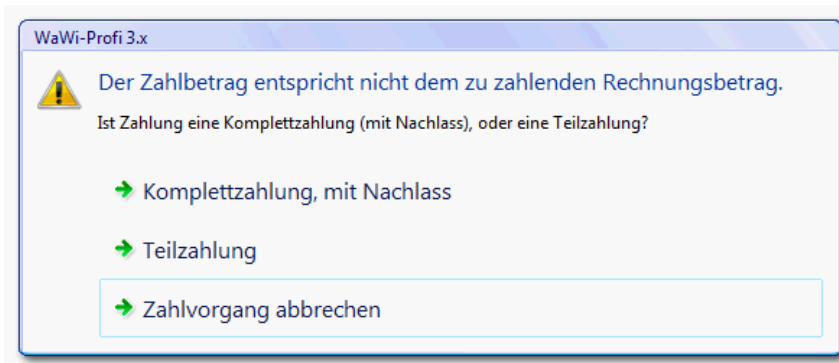 WaWi-Profi 3.x
Der Zahlbetrag entspricht nicht dem zu zahlenden Rechnungsbetrag.
Ist Zahlung eine Komplettzahlung (mit Nachlass), oder eine Teilzahlung?
Komplettzahlung, mit Nachlass
Teilzahlung
Zahlvorgang abbrechen